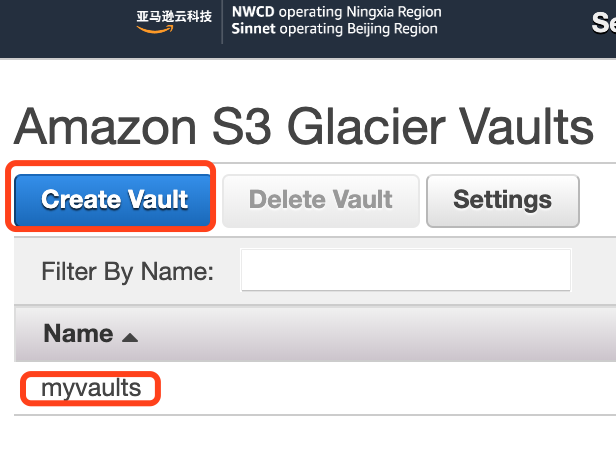 亚马逊云科技
NWCD operating Ningxia Region
Sinnet operating Beijing Region
Amazon S3 Glacier Vaults
Create Vault Delete Vault Settings
Filter By Name:
Name
myvaults